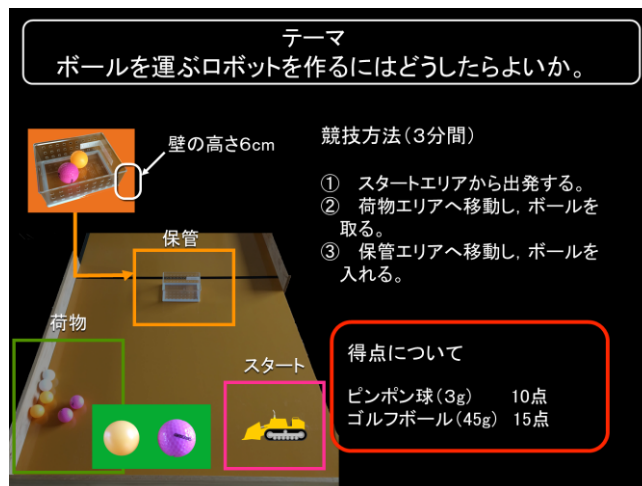 テーマ
ボールを運ぶロボットを作るにはどうしたらよいか。
壁の高さ6cm
競技方法(3分間)
① スタートエリアから出発する。
② 荷物エリアへ移動し，ボールを
取る。
③ 保管エリアへ移動し，ボールを
入れる。
保管
荷物
スタート
得点について
ピンポン球(3g) 10点
ゴルフボール(45g) 15点